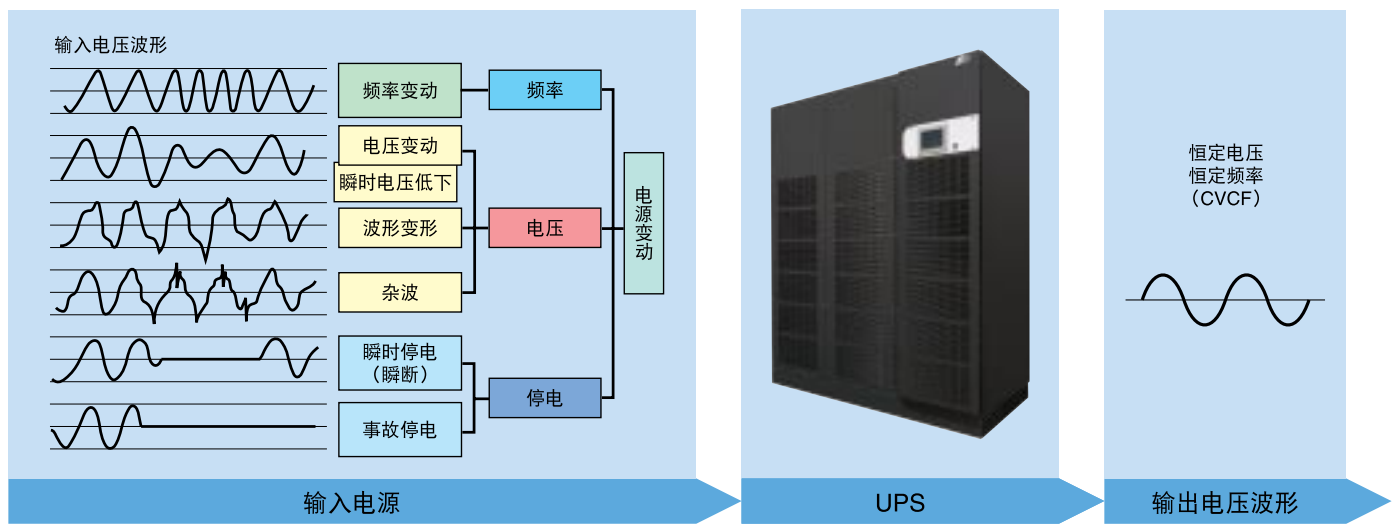 输入电压波形
频率变动
频率
电压变动
瞬时电压低下
波形变形
电压
杂波
瞬时停电
（瞬断）
停电
事故停电
电源变动
恒定电压
恒定频率
（CVCF）
输入电源
UPS
输出电压波形